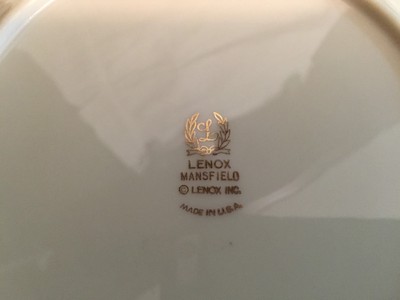 L
LENOX
MANSFIELD
© LENOX INC.
MADE IN U.S.A.